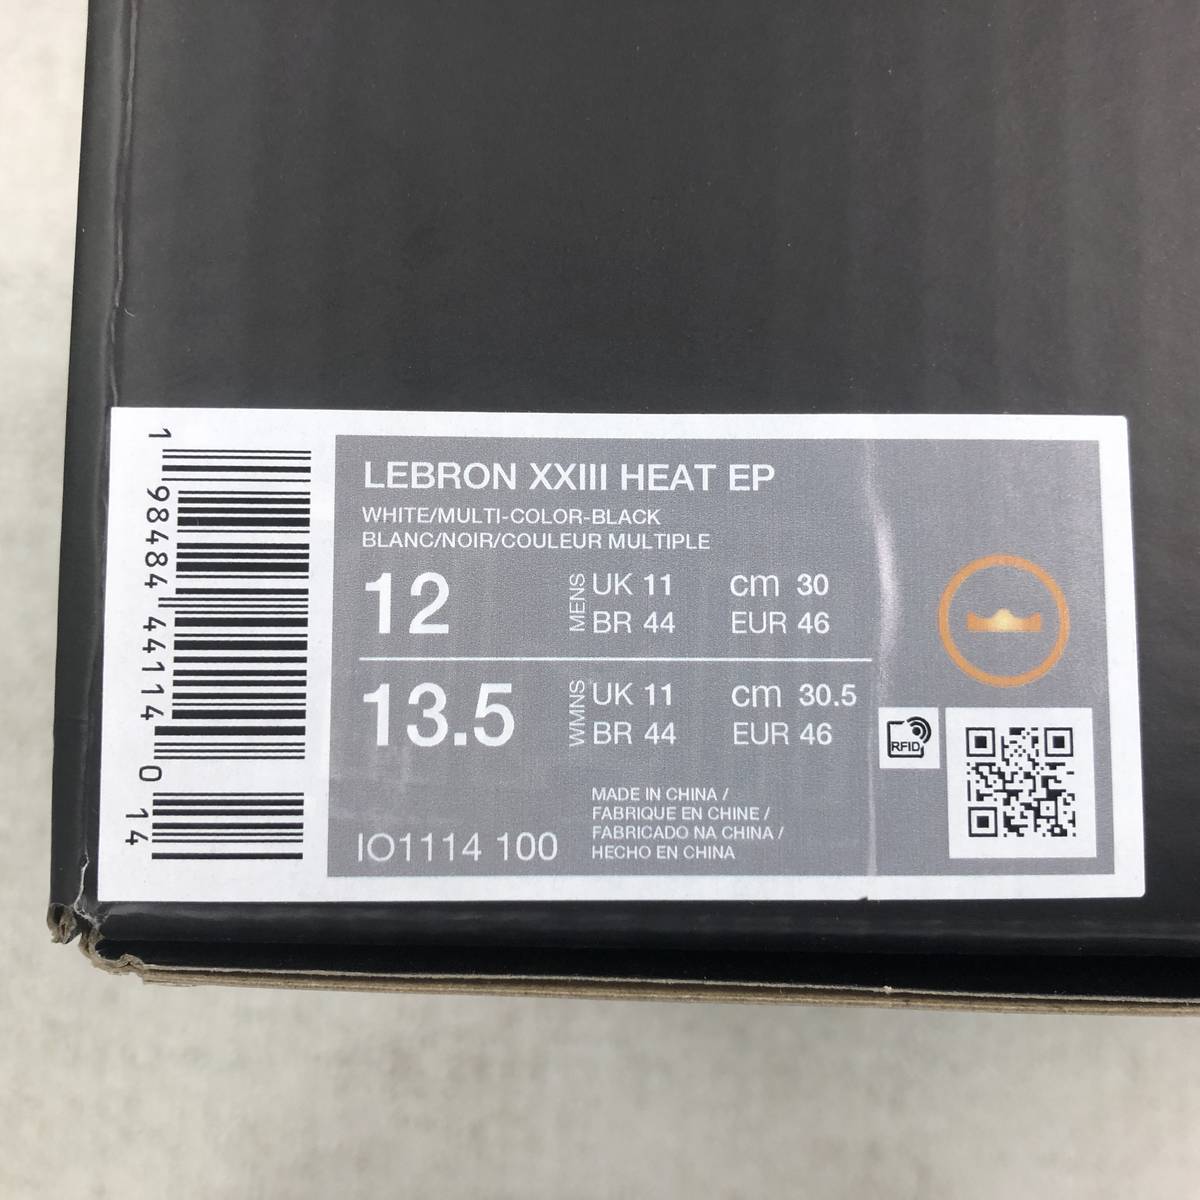 LEBRON XXIII HEAT EP
WHITE/MULTI-COLOR-BLACK
BLANC/NOIR/COULEUR MULTIPLE
12 MENS UK 11 cm 30
BR 44 EUR 46
13.5 WMNS UK 11 cm 30.5
BR 44 EUR 46
RFID
MADE IN CHINA /
FABRIQUE EN CHINE /
FABRICADO NA CHINA /
HECHO EN CHINA
IO1114 100
1 98484 44114 0 14